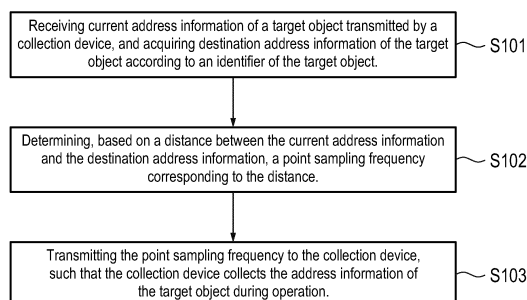 Receiving current address information of a target object transmitted by a
collection device, and acquiring destination address information of the target
object according to an identifier of the target object.
S101
Determining, based on a distance between the current address information
and the destination address information, a point sampling frequency
corresponding to the distance.
S102
Transmitting the point sampling frequency to the collection device,
such that the collection device collects the address information of
the target object during operation.
S103